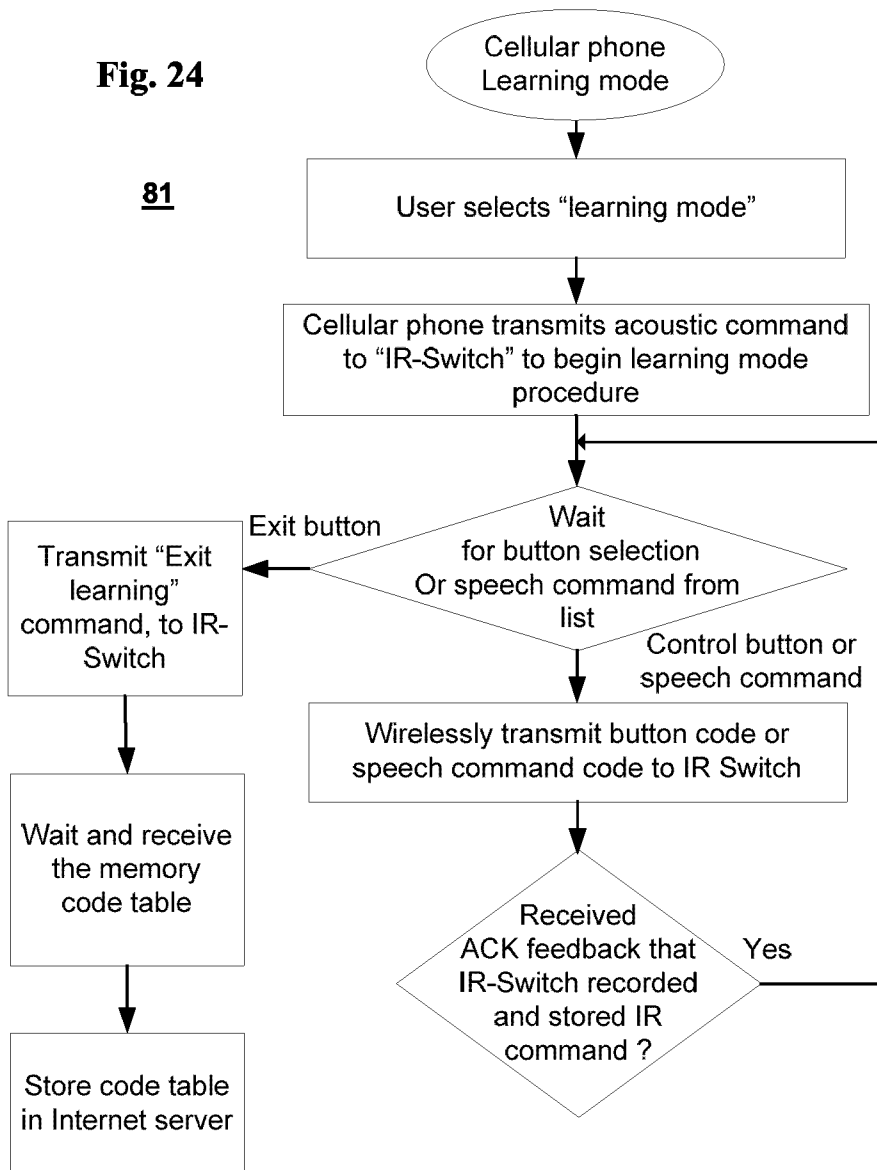 Fig. 24
81
Cellular phone
Learning mode
User selects “learning mode”
Cellular phone transmits acoustic command
to “IR-Switch” to begin learning mode
procedure
Wait
for button selection
Or speech command from
list
Exit button
Transmit “Exit
learning”
command, to IR-
Switch
Control button or
speech command
Wirelessly transmit button code or
speech command code to IR Switch
Wait and receive
the memory
code table
Received
ACK feedback that
IR-Switch recorded
and stored IR
command ?
Yes
Store code table
in Internet server